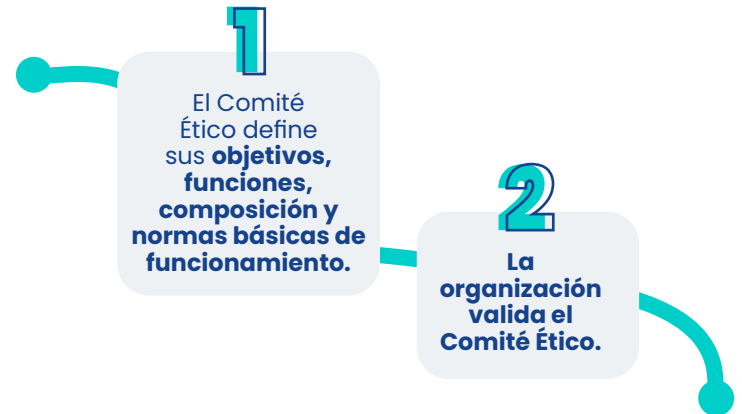 1
El Comité
Ético define
sus objetivos,
funciones,
composición y
normas básicas de
funcionamiento.
2
La
organización
valida el
Comité Ético.